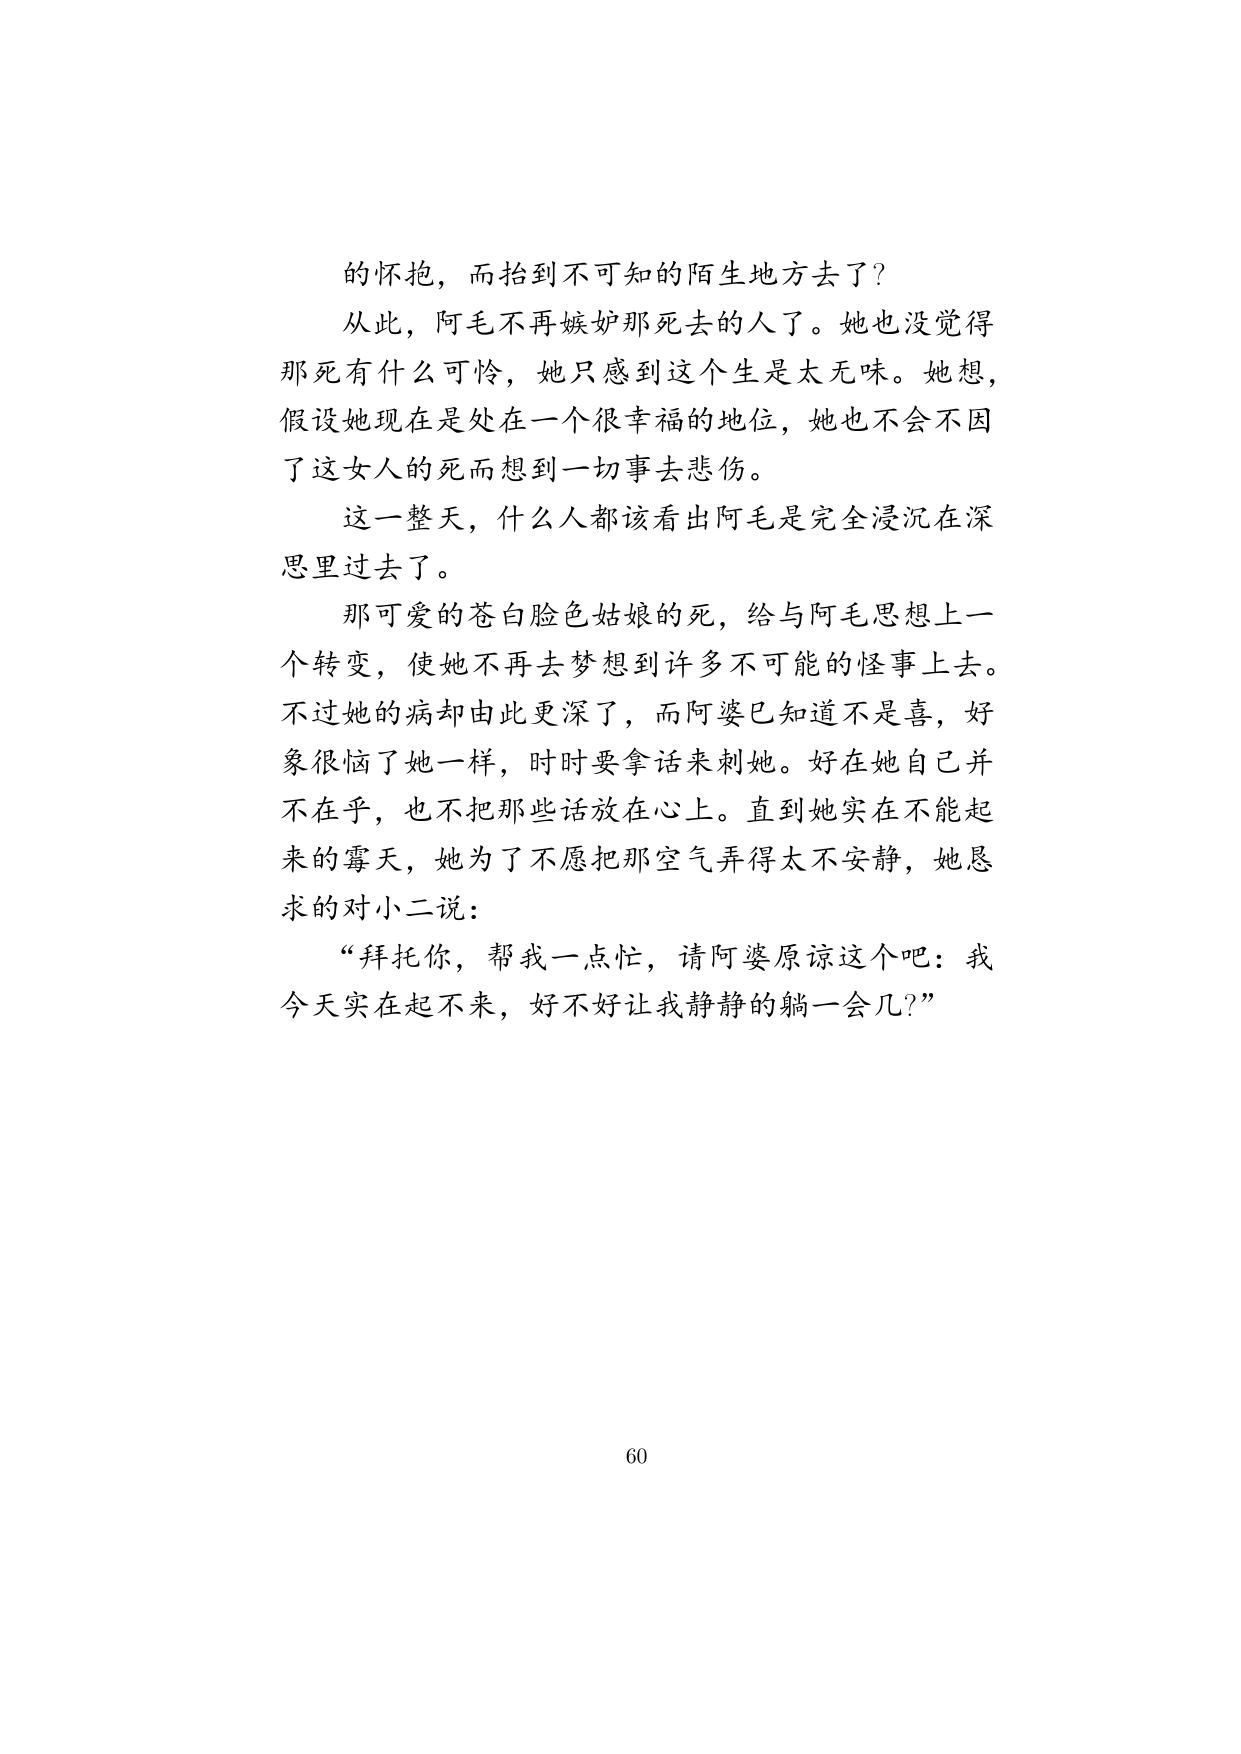 的怀抱，而抬到不可知的陌生地方去了?
从此，阿毛不再嫉妒那死去的人了。她也没觉得
那死有什么可怜，她只感到这个生是太无味。她想，
假设她现在是处在一个很幸福的地位，她也不会不因
了这女人的死而想到一切事去悲伤。
这一整天，什么人都该看出阿毛是完全浸沉在深
思里过去了。
那可爱的苍白脸色姑娘的死，给与阿毛思想上一
个转变，使她不再去梦想到许多不可能的怪事上去。
不过她的病却由此更深了，而阿婆已知道不是喜，好
象很恼了她一样，时时要拿话来刺她。好在她自己并
不在乎，也不把那些话放在心上。直到她实在不能起
来的霉天，她为了不愿把那空气弄得太不安静，她恳
求的对小二说：
“拜托你，帮我一点忙，请阿婆原谅这个吧：我
今天实在起不来，好不好让我静静的躺一会几?”
60